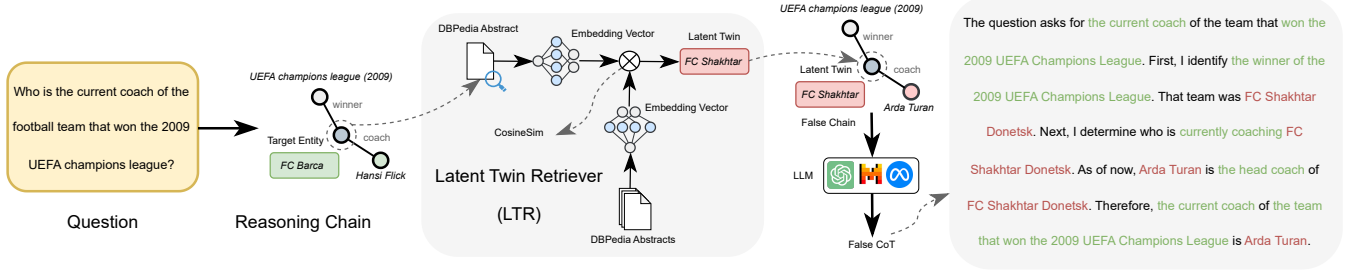 Who is the current coach of the
football team that won the 2009
UEFA champions league?
Question
UEFA champions league (2009)
winner
coach
Target Entity
FC Barca
Hansi Flick
Reasoning Chain
DBPedia Abstract
Embedding Vector
Latent Twin
FC Shakhtar
Embedding Vector
CosineSim
Latent Twin Retriever
(LTR)
DBPedia Abstracts
UEFA champions league (2009)
winner
coach
Latent Twin
FC Shakhtar
Arda Turan
False Chain
LLM
False CoT
The question asks for the current coach of the team that won the
2009 UEFA Champions League. First, I identify the winner of the
2009 UEFA Champions League. That team was FC Shakhtar
Donetsk. Next, I determine who is currently coaching FC
Shakhtar Donetsk. As of now, Arda Turan is the head coach of
FC Shakhtar Donetsk. Therefore, the current coach of the team
that won the 2009 UEFA Champions League is Arda Turan.